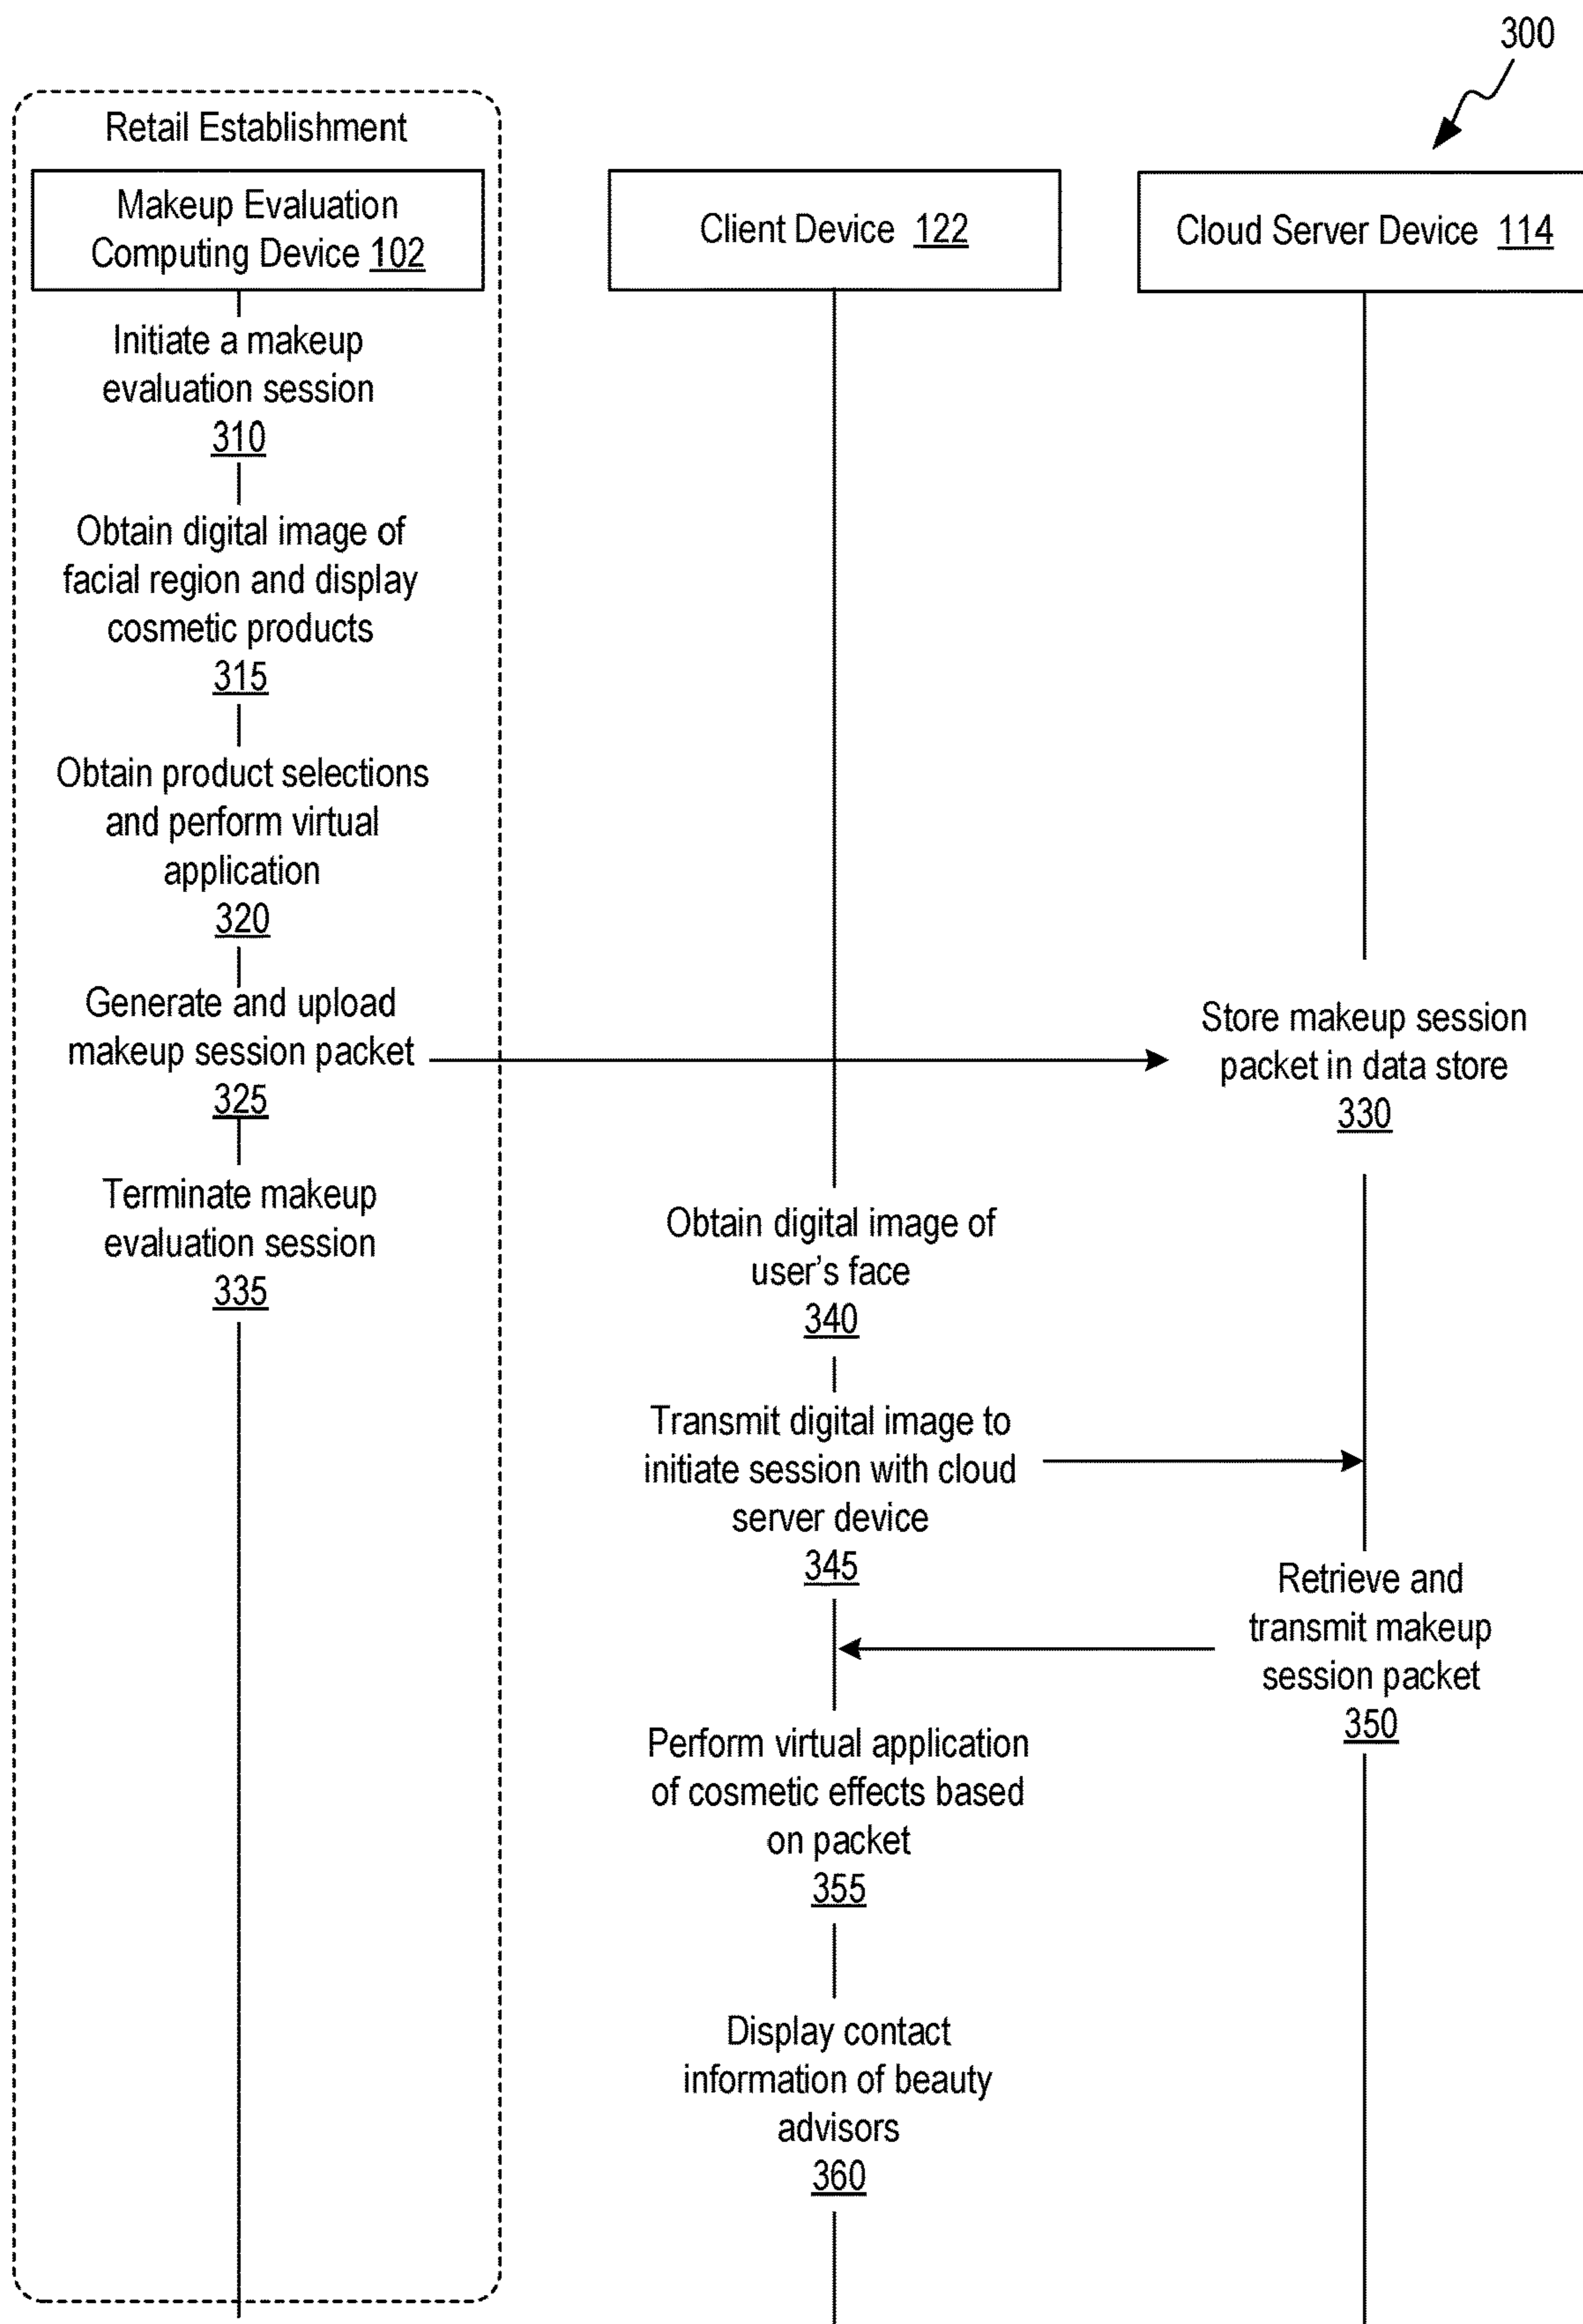 300
Retail Establishment
Makeup Evaluation
Computing Device 102
Client Device 122
Cloud Server Device 114
Initiate a makeup
evaluation session
310
Obtain digital image of
facial region and display
cosmetic products
315
Obtain product selections
and perform virtual
application
320
Generate and upload
makeup session packet
325
Store makeup session
packet in data store
330
Terminate makeup
evaluation session
335
Obtain digital image of
user's face
340
Transmit digital image to
initiate session with cloud
server device
345
Retrieve and
transmit makeup
session packet
350
Perform virtual application
of cosmetic effects based
on packet
355
Display contact
information of beauty
advisors
360